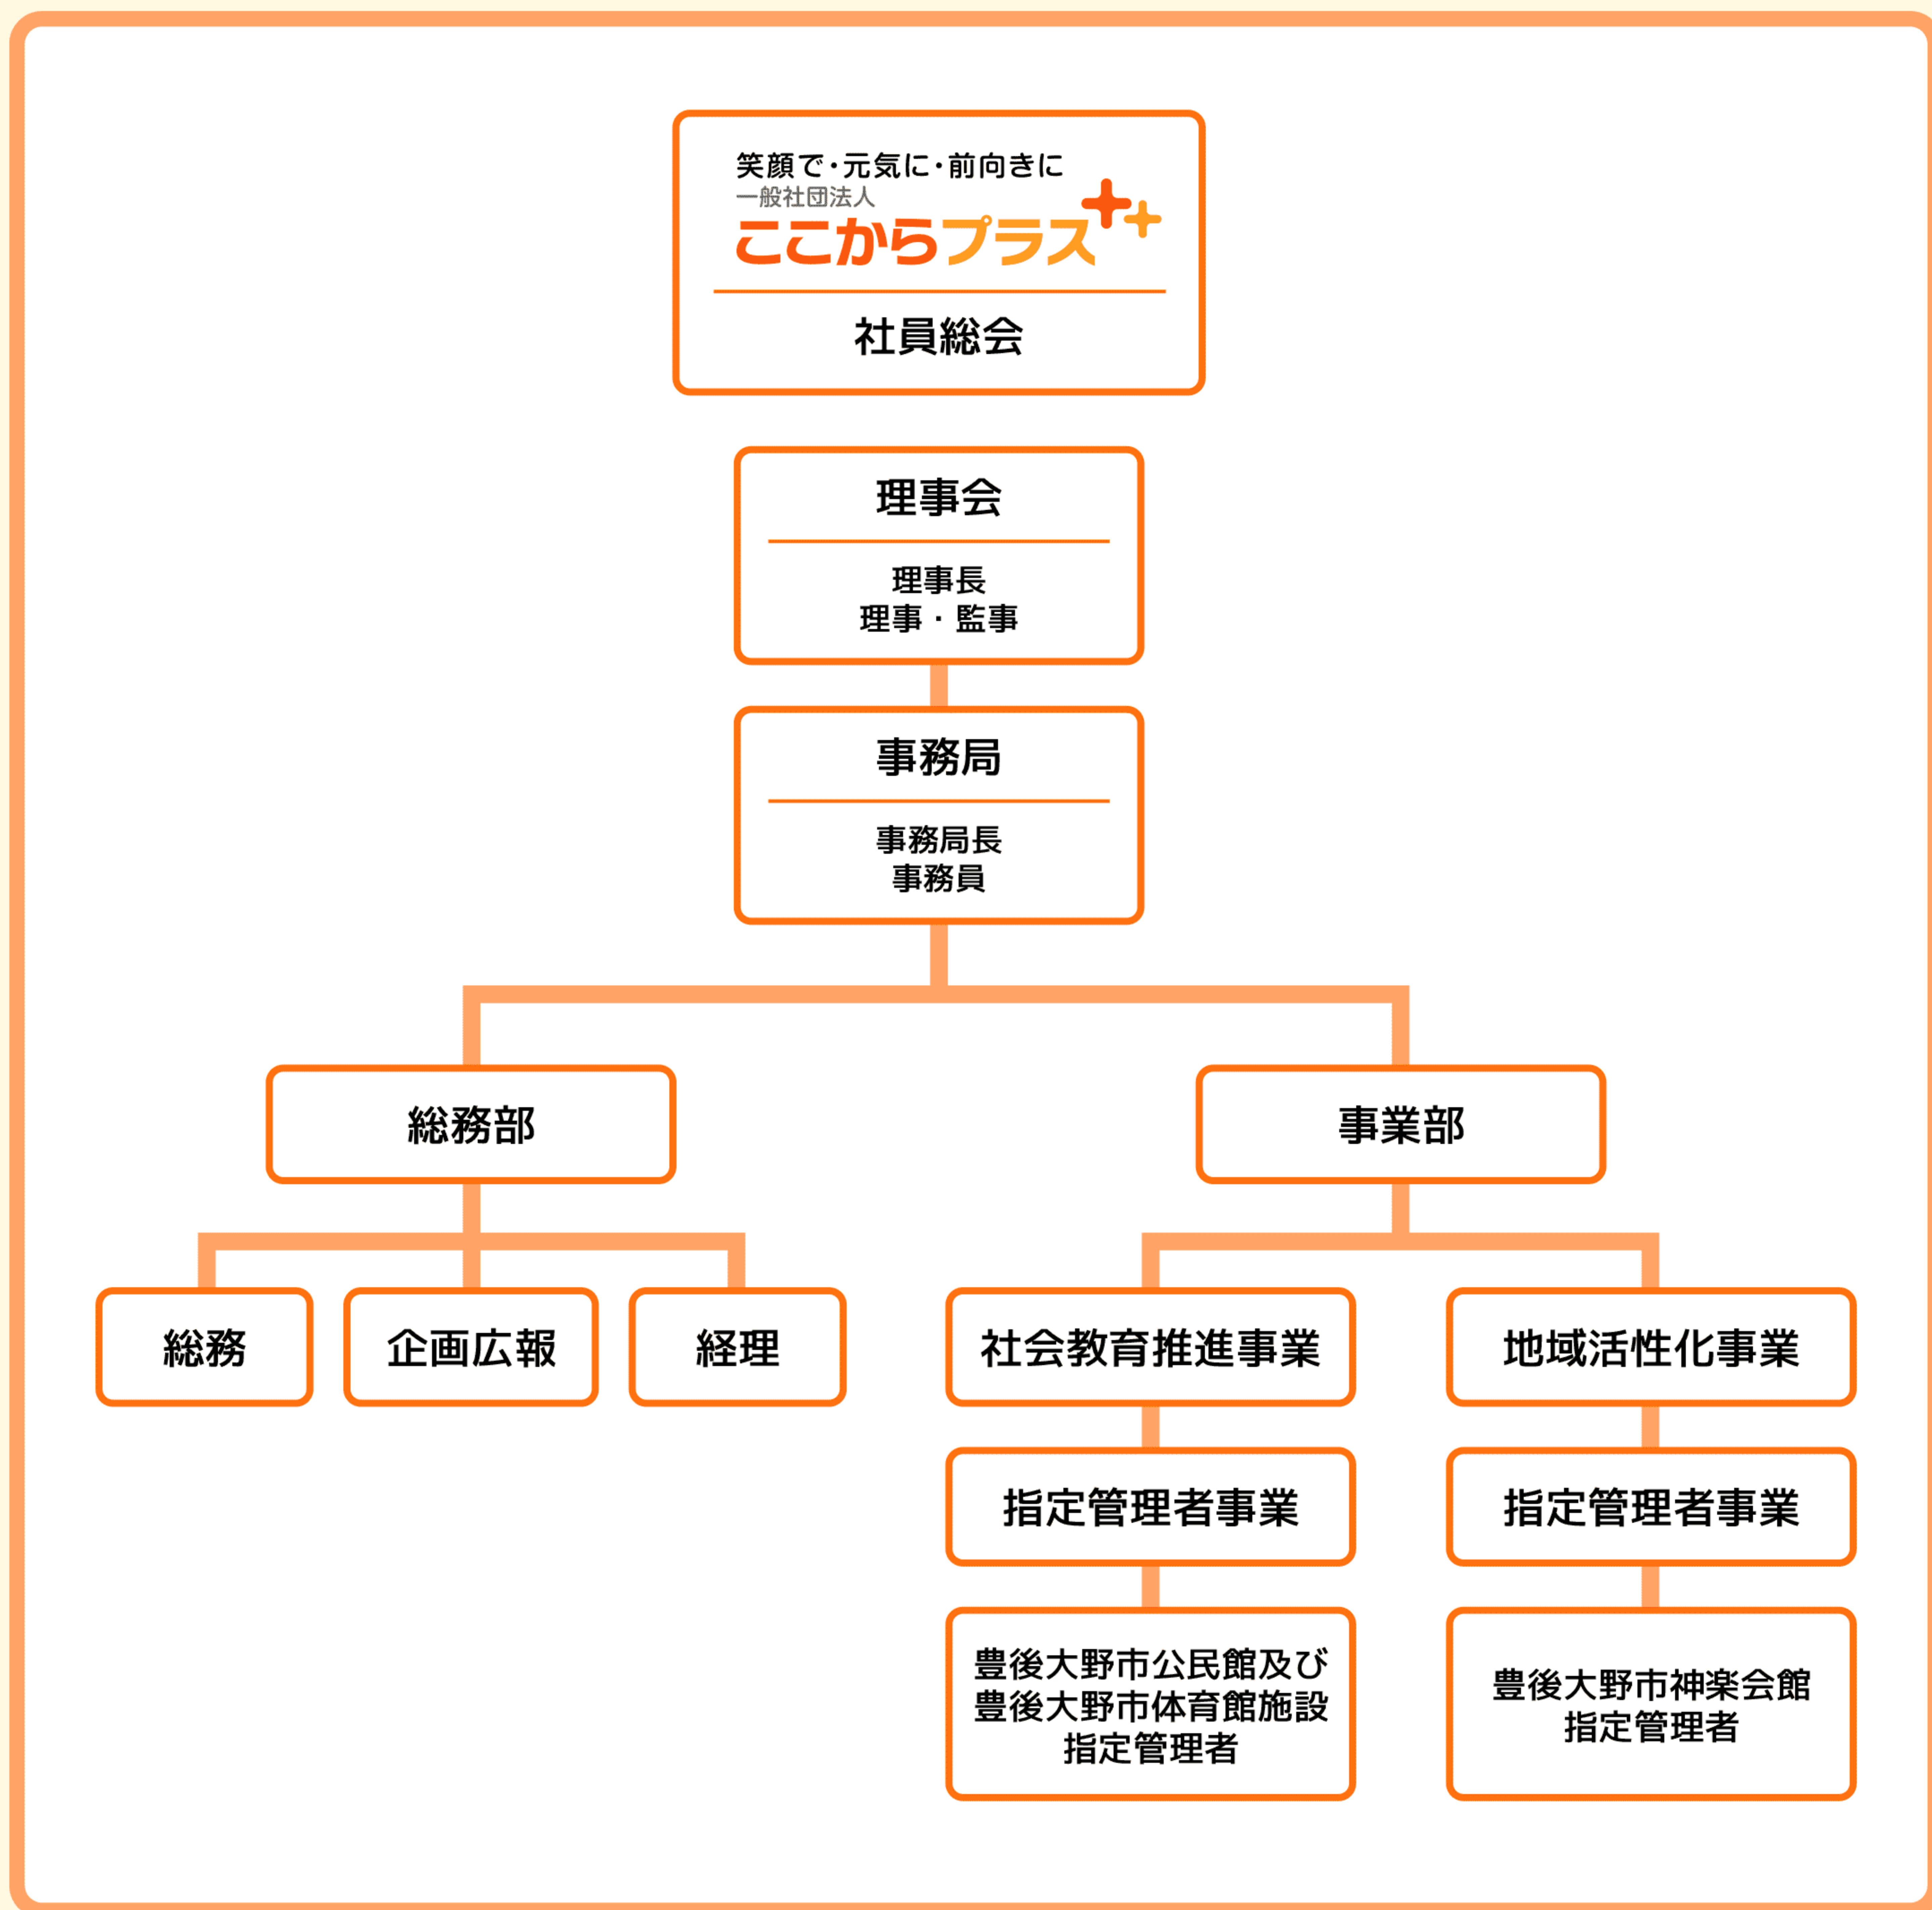 笑顔で・元気に・前向きに
一般社団法人
ここからプラス
社員総会
理事会
理事長
理事・監事
事務局
事務局長
事務員
総務部
事業部
総務
企画広報
経理
社会教育推進事業
地域活性化事業
指定管理者事業
指定管理者事業
豊後大野市公民館及び
豊後大野市体育館施設
指定管理者
豊後大野市神楽会館
指定管理者